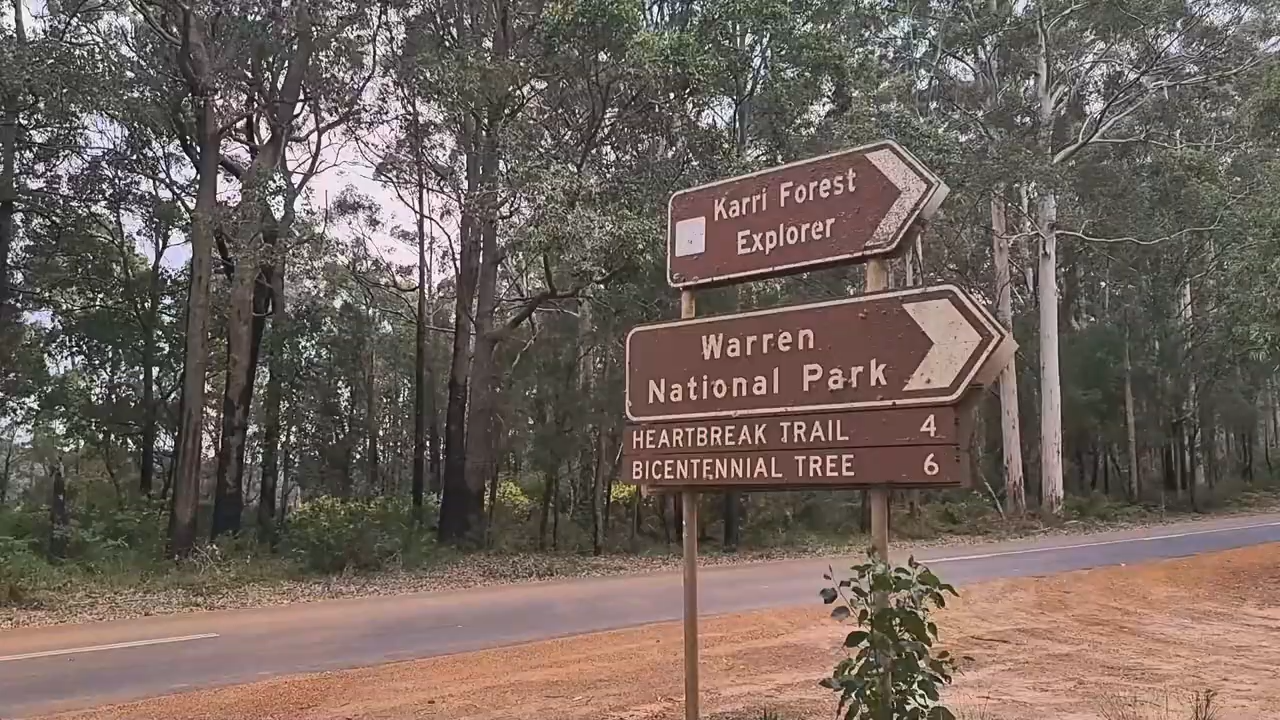 Karri Forest
Explorer
Warren
National Park
HEARTBREAK TRAIL 4
BICENTENNIAL TREE 6